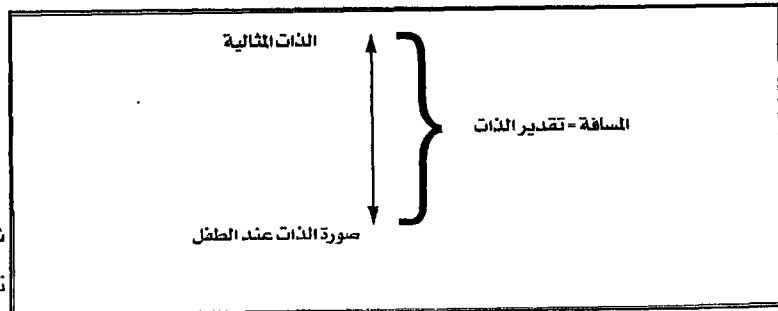 الذات المثالية
المسافة = تقدير الذات
صورة الذات عند الطفل